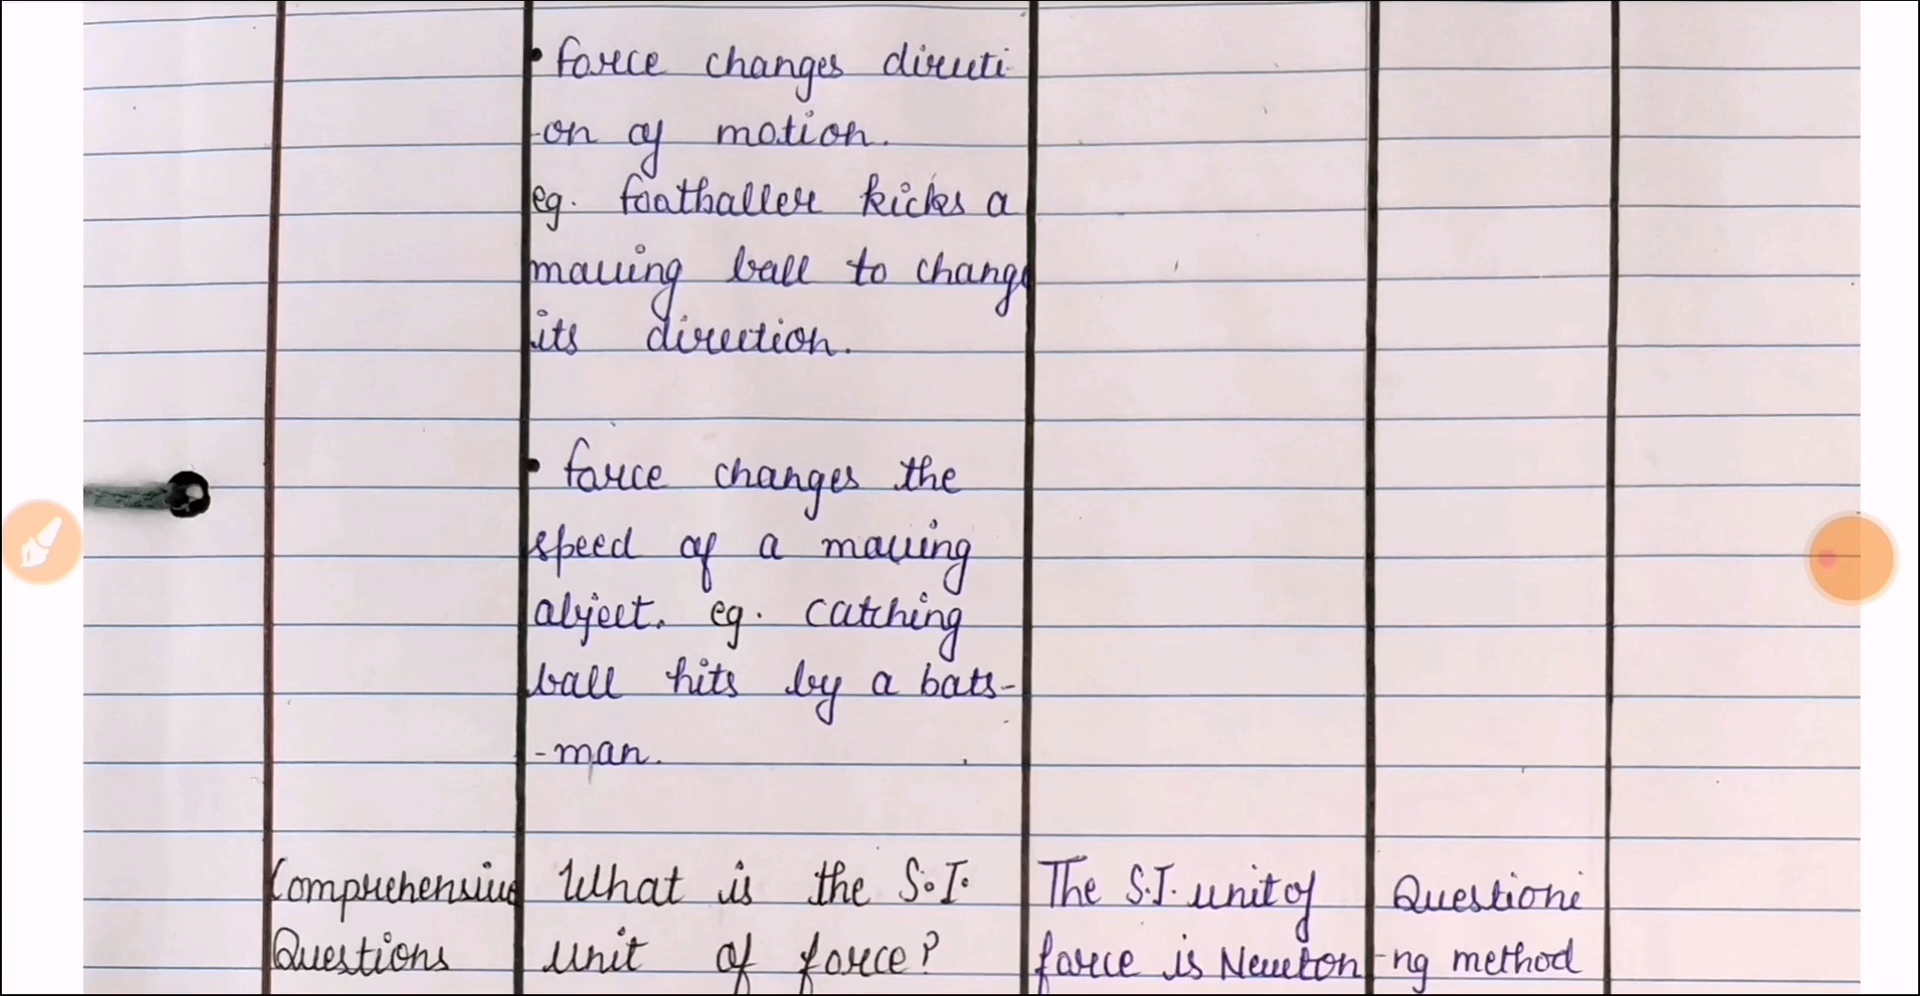 • force changes directi-
-on of motion.
eg. footballer kicks a
moving ball to change
its direction.
• force changes the
speed of a moving
object. eg. catching
ball hits by a bats-
-man.
Comprehensive Questions
What is the S.I.
unit of force?
The S.I. unit of
force is Newton
Questioni
-ng method